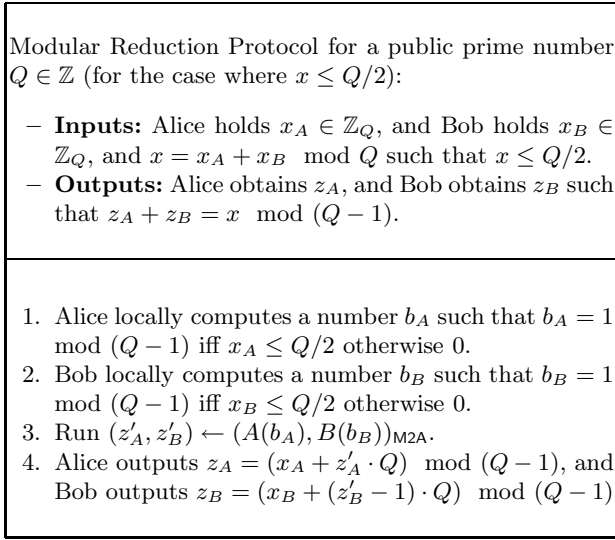 Modular Reduction Protocol for a public prime number
Q ∈ ℤ (for the case where x ≤ Q/2):
– Inputs: Alice holds x_A ∈ ℤ_Q, and Bob holds x_B ∈
ℤ_Q, and x = x_A + x_B mod Q such that x ≤ Q/2.
– Outputs: Alice obtains z_A, and Bob obtains z_B such
that z_A + z_B = x mod (Q − 1).
1. Alice locally computes a number b_A such that b_A = 1
mod (Q − 1) iff x_A ≤ Q/2 otherwise 0.
2. Bob locally computes a number b_B such that b_B = 1
mod (Q − 1) iff x_B ≤ Q/2 otherwise 0.
3. Run (z′_A, z′_B) ← (A(b_A), B(b_B))_M2A.
4. Alice outputs z_A = (x_A + z′_A · Q) mod (Q − 1), and
Bob outputs z_B = (x_B + (z′_B − 1) · Q) mod (Q − 1)